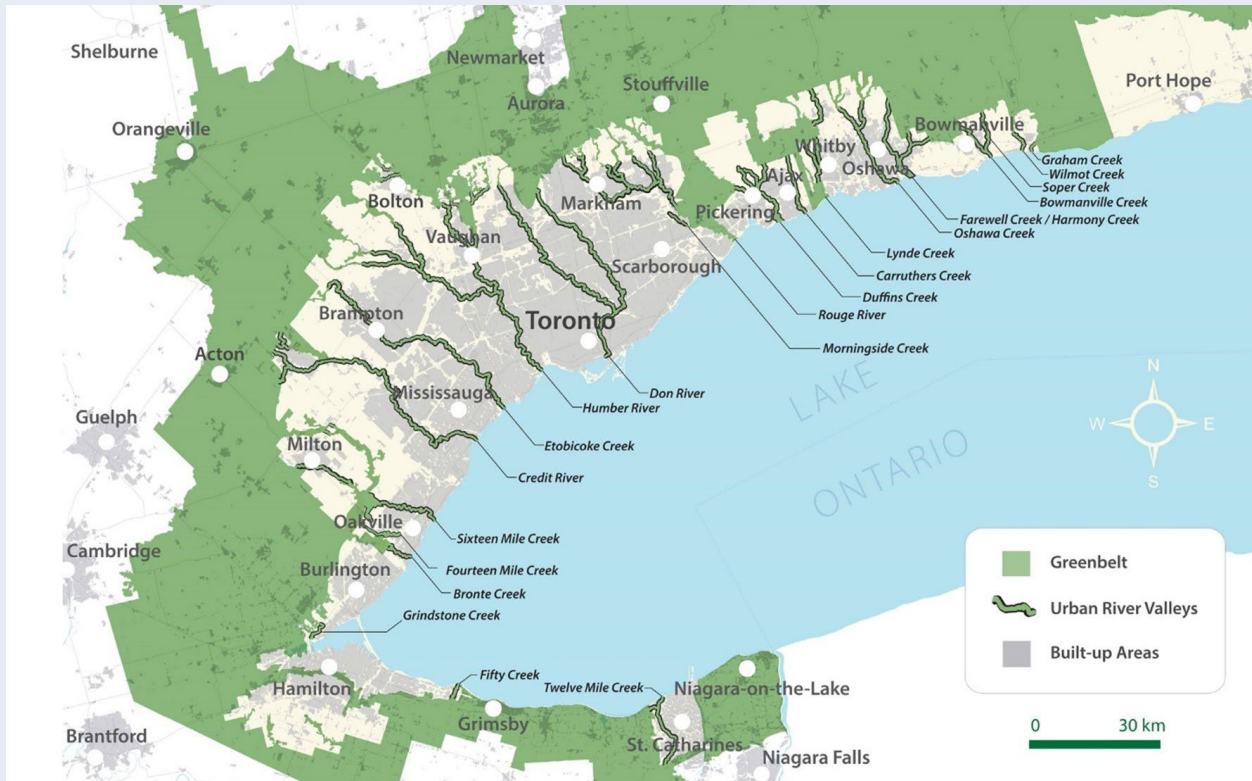 Shelburne
Newmarket
Stouffville
Port Hope
Aurora
Orangeville
Bowmanville
Whitby
Oshawa
Graham Creek
Wilmot Creek
Soper Creek
Bowmanville Creek
Ajax
Bolton
Markham
Pickering
Farewell Creek / Harmony Creek
Oshawa Creek
Vaughan
Lynde Creek
Scarborough
Carruthers Creek
Duffins Creek
Brampton
Toronto
Rouge River
Morningside Creek
Acton
N
LAKE
Mississauga
Don River
Humber River
W
E
Guelph
Etobicoke Creek
ONTARIO
Milton
Credit River
S
Oakville
Sixteen Mile Creek
Cambridge
Fourteen Mile Creek
Greenbelt
Burlington
Bronte Creek
Urban River Valleys
Grindstone Creek
Built-up Areas
Fifty Creek
Twelve Mile Creek
Hamilton
Niagara-on-the-Lake
Grimsby
0 30 km
Brantford
St. Catharines
Niagara Falls